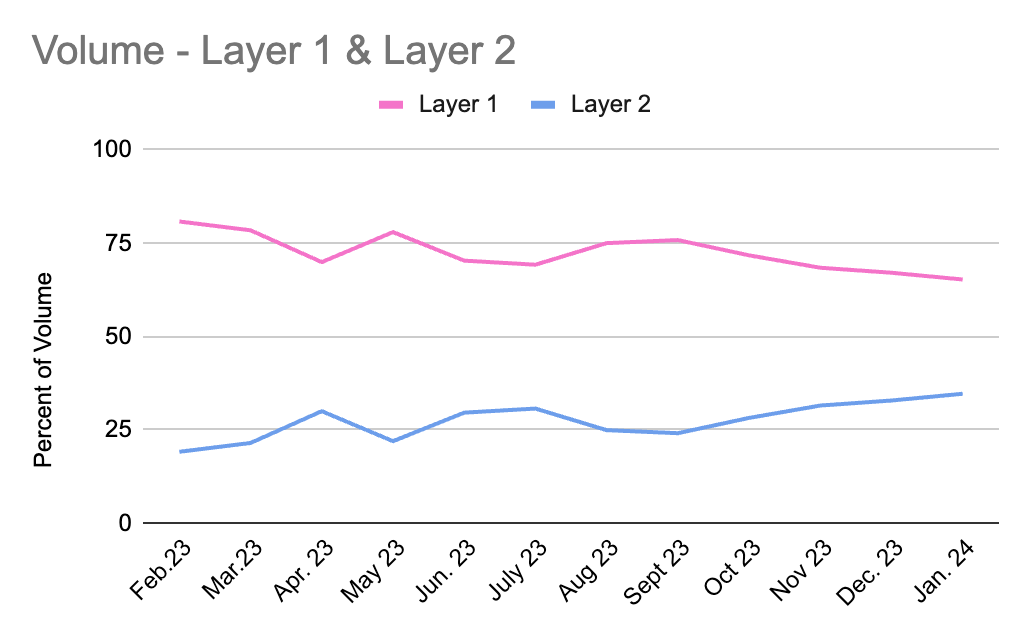 Volume - Layer 1 & Layer 2
Layer 1
Layer 2
Percent of Volume
100
75
50
25
0
Feb.23
Mar.23
Apr. 23
May 23
Jun. 23
July 23
Aug 23
Sept 23
Oct 23
Nov 23
Dec. 23
Jan. 24